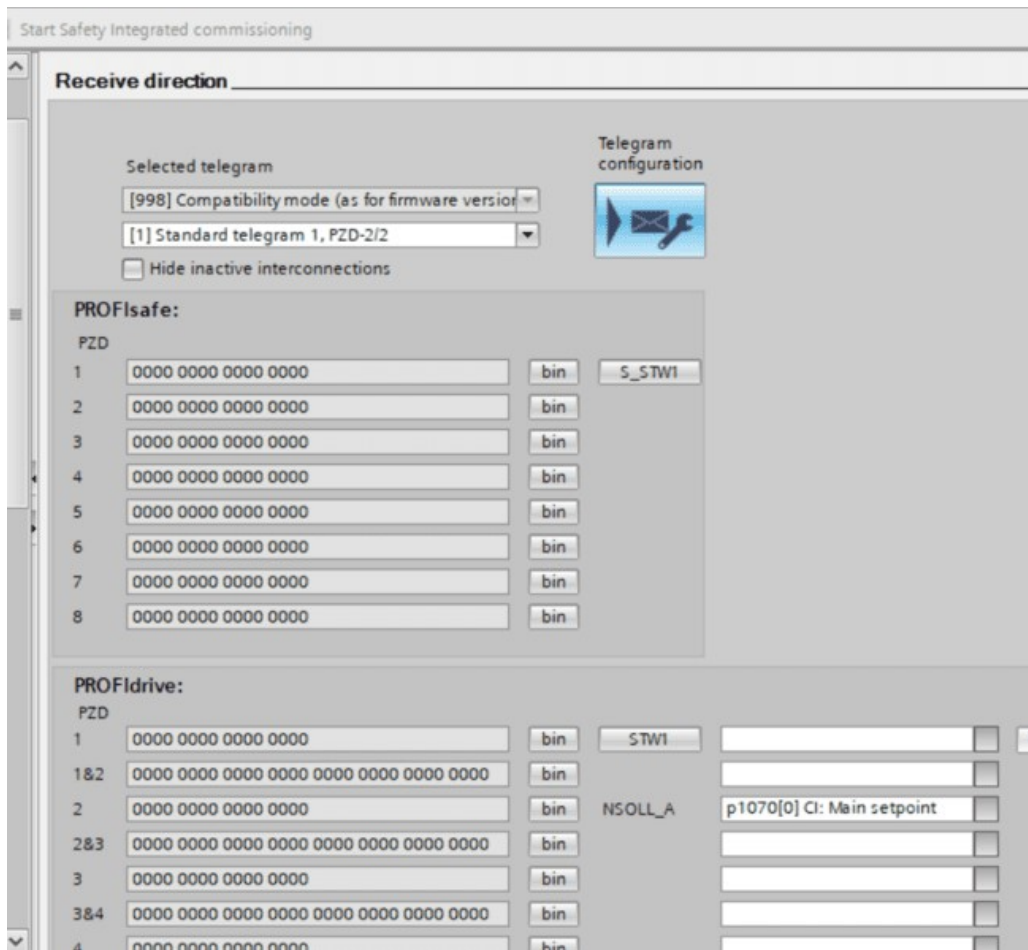 Start Safety Integrated commissioning
Receive direction
Telegram
configuration
Selected telegram
[998] Compatibility mode (as for firmware version
[1] Standard telegram 1, PZD-2/2
Hide inactive interconnections
PROFIsafe:
PZD
1 0000 0000 0000 0000 bin S_STW1
2 0000 0000 0000 0000 bin
3 0000 0000 0000 0000 bin
4 0000 0000 0000 0000 bin
5 0000 0000 0000 0000 bin
6 0000 0000 0000 0000 bin
7 0000 0000 0000 0000 bin
8 0000 0000 0000 0000 bin
PROFIdrive:
PZD
1 0000 0000 0000 0000 bin STW1
1&2 0000 0000 0000 0000 0000 0000 0000 0000 bin
2 0000 0000 0000 0000 bin NSOLL_A p1070[0] CI: Main setpoint
2&3 0000 0000 0000 0000 0000 0000 0000 0000 bin
3 0000 0000 0000 0000 bin
3&4 0000 0000 0000 0000 0000 0000 0000 0000 bin
4 0000 0000 0000 0000 bin